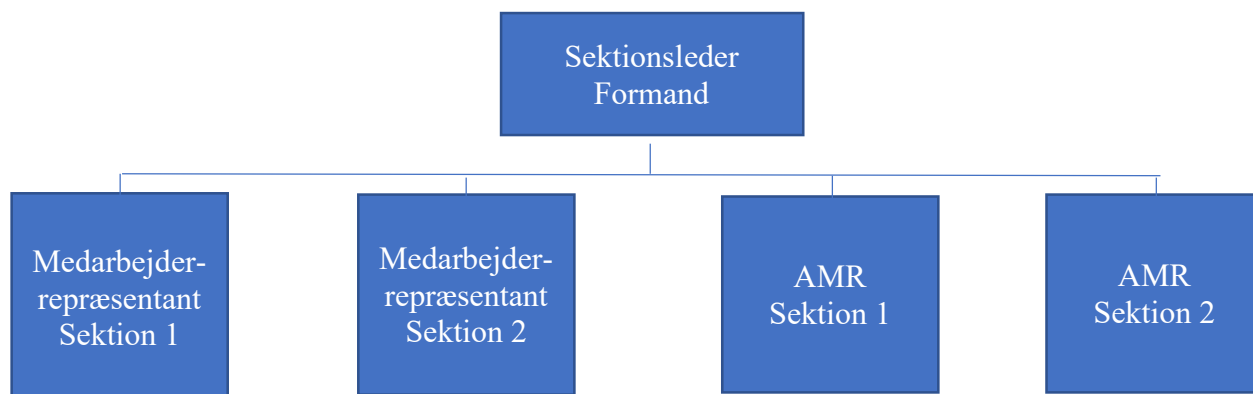 Sektionsleder
Formand
Medarbejder-
repræsentant
Sektion 1
Medarbejder-
repræsentant
Sektion 2
AMR
Sektion 1
AMR
Sektion 2